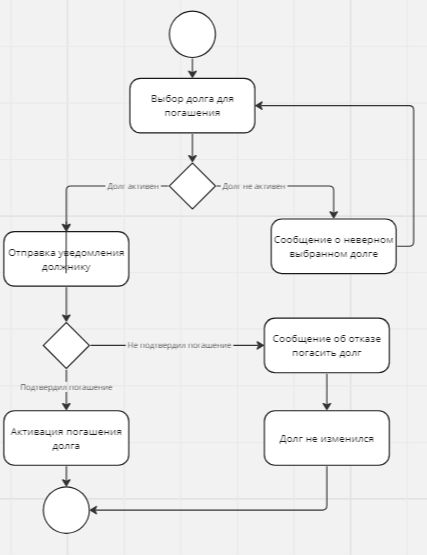 Выбор долга для
погашения
Долг активен
Долг не активен
Отправка уведомления
должнику
Сообщение о неверном
выбранном долге
Не подтвердил погашение
Сообщение об отказе
погасить долг
Подтвердил погашение
Активация погашения
долга
Долг не изменился